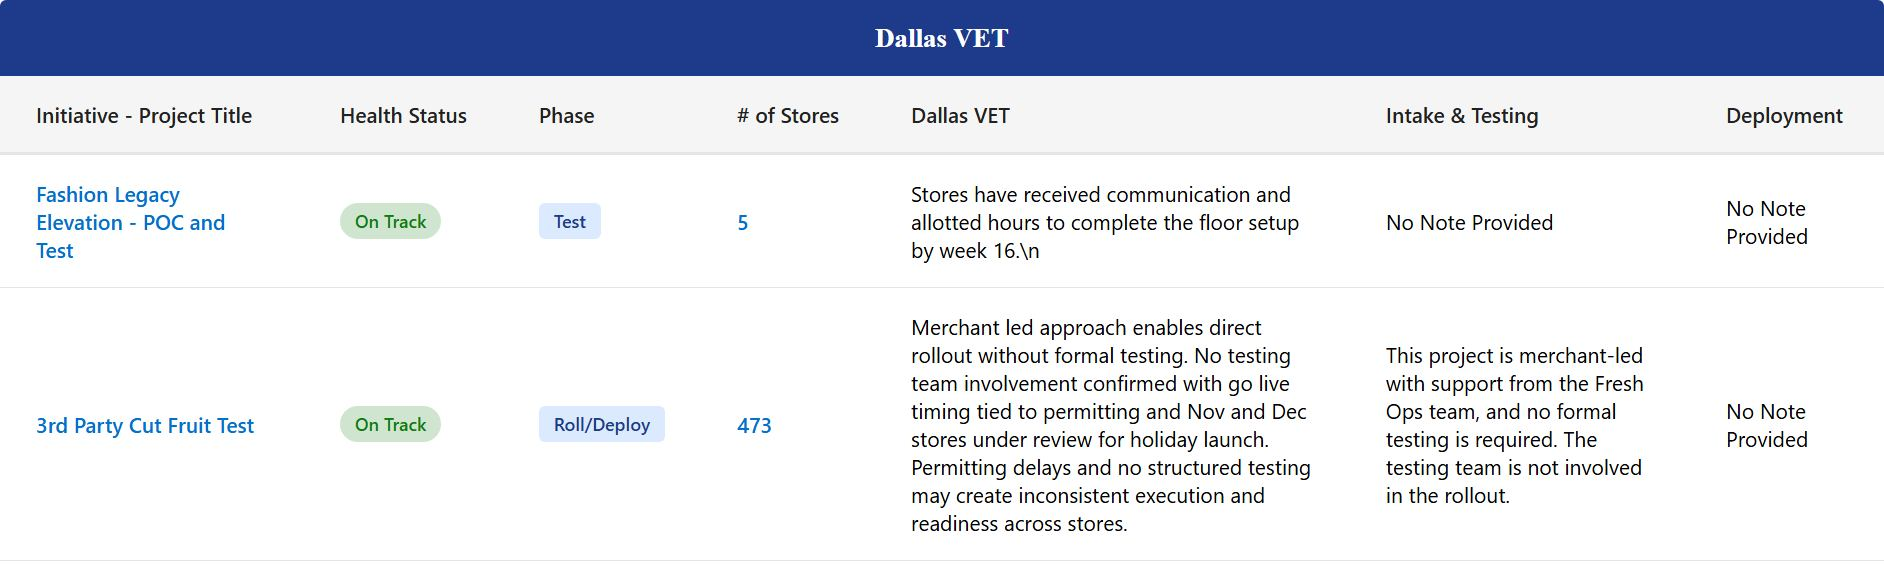 Dallas VET
Initiative - Project Title
Health Status
Phase
# of Stores
Dallas VET
Intake & Testing
Deployment
Fashion Legacy
Elevation - POC and
Test
On Track
Test
5
Stores have received communication and
allotted hours to complete the floor setup
by week 16.\n
No Note Provided
No Note
Provided
3rd Party Cut Fruit Test
On Track
Roll/Deploy
473
Merchant led approach enables direct
rollout without formal testing. No testing
team involvement confirmed with go live
timing tied to permitting and Nov and Dec
stores under review for holiday launch.
Permitting delays and no structured testing
may create inconsistent execution and
readiness across stores.
This project is merchant-led
with support from the Fresh
Ops team, and no formal
testing is required. The
testing team is not involved
in the rollout.
No Note
Provided